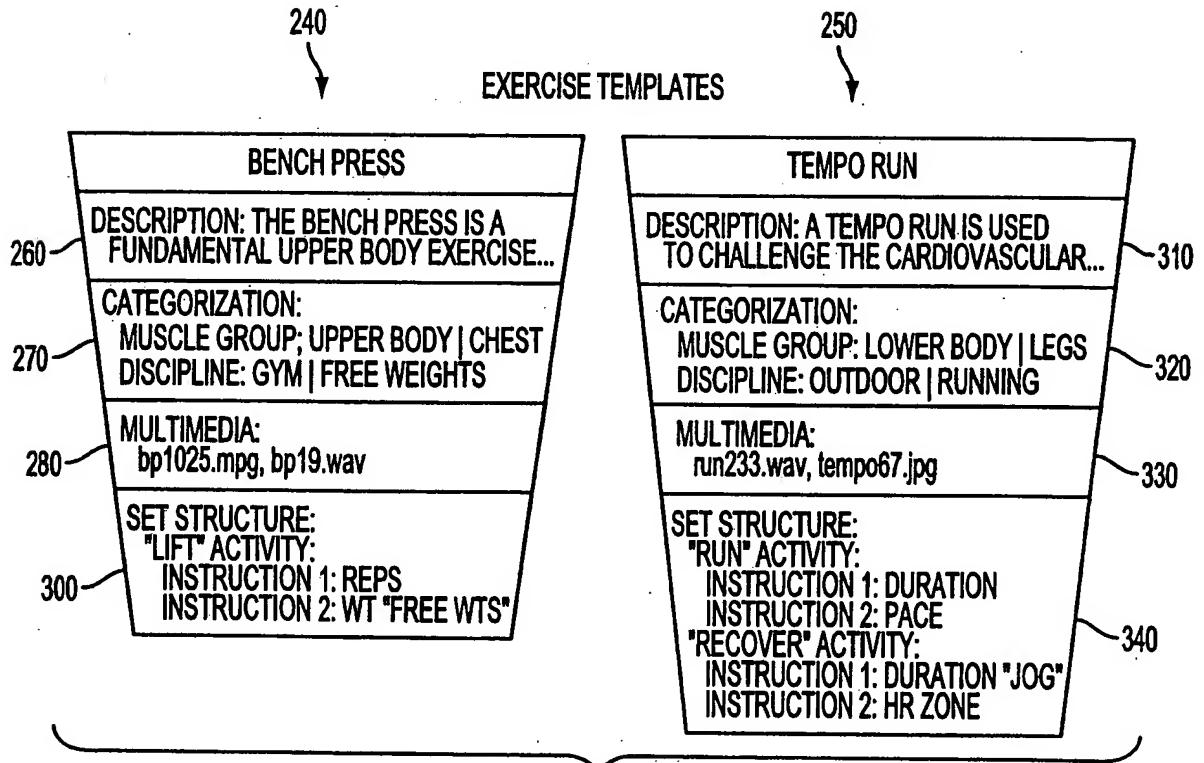 240
250
EXERCISE TEMPLATES
BENCH PRESS
DESCRIPTION: THE BENCH PRESS IS A
FUNDAMENTAL UPPER BODY EXERCISE...
260
CATEGORIZATION:
MUSCLE GROUP; UPPER BODY | CHEST
DISCIPLINE: GYM | FREE WEIGHTS
270
MULTIMEDIA:
bp1025.mpg, bp19.wav
280
SET STRUCTURE:
"LIFT" ACTIVITY:
INSTRUCTION 1: REPS
INSTRUCTION 2: WT "FREE WTS"
300
TEMPO RUN
DESCRIPTION: A TEMPO RUN IS USED
TO CHALLENGE THE CARDIOVASCULAR...
310
CATEGORIZATION:
MUSCLE GROUP: LOWER BODY | LEGS
DISCIPLINE: OUTDOOR | RUNNING
320
MULTIMEDIA:
run233.wav, tempo67.jpg
330
SET STRUCTURE:
"RUN" ACTIVITY:
INSTRUCTION 1: DURATION
INSTRUCTION 2: PACE
"RECOVER" ACTIVITY:
INSTRUCTION 1: DURATION "JOG"
INSTRUCTION 2: HR ZONE
340